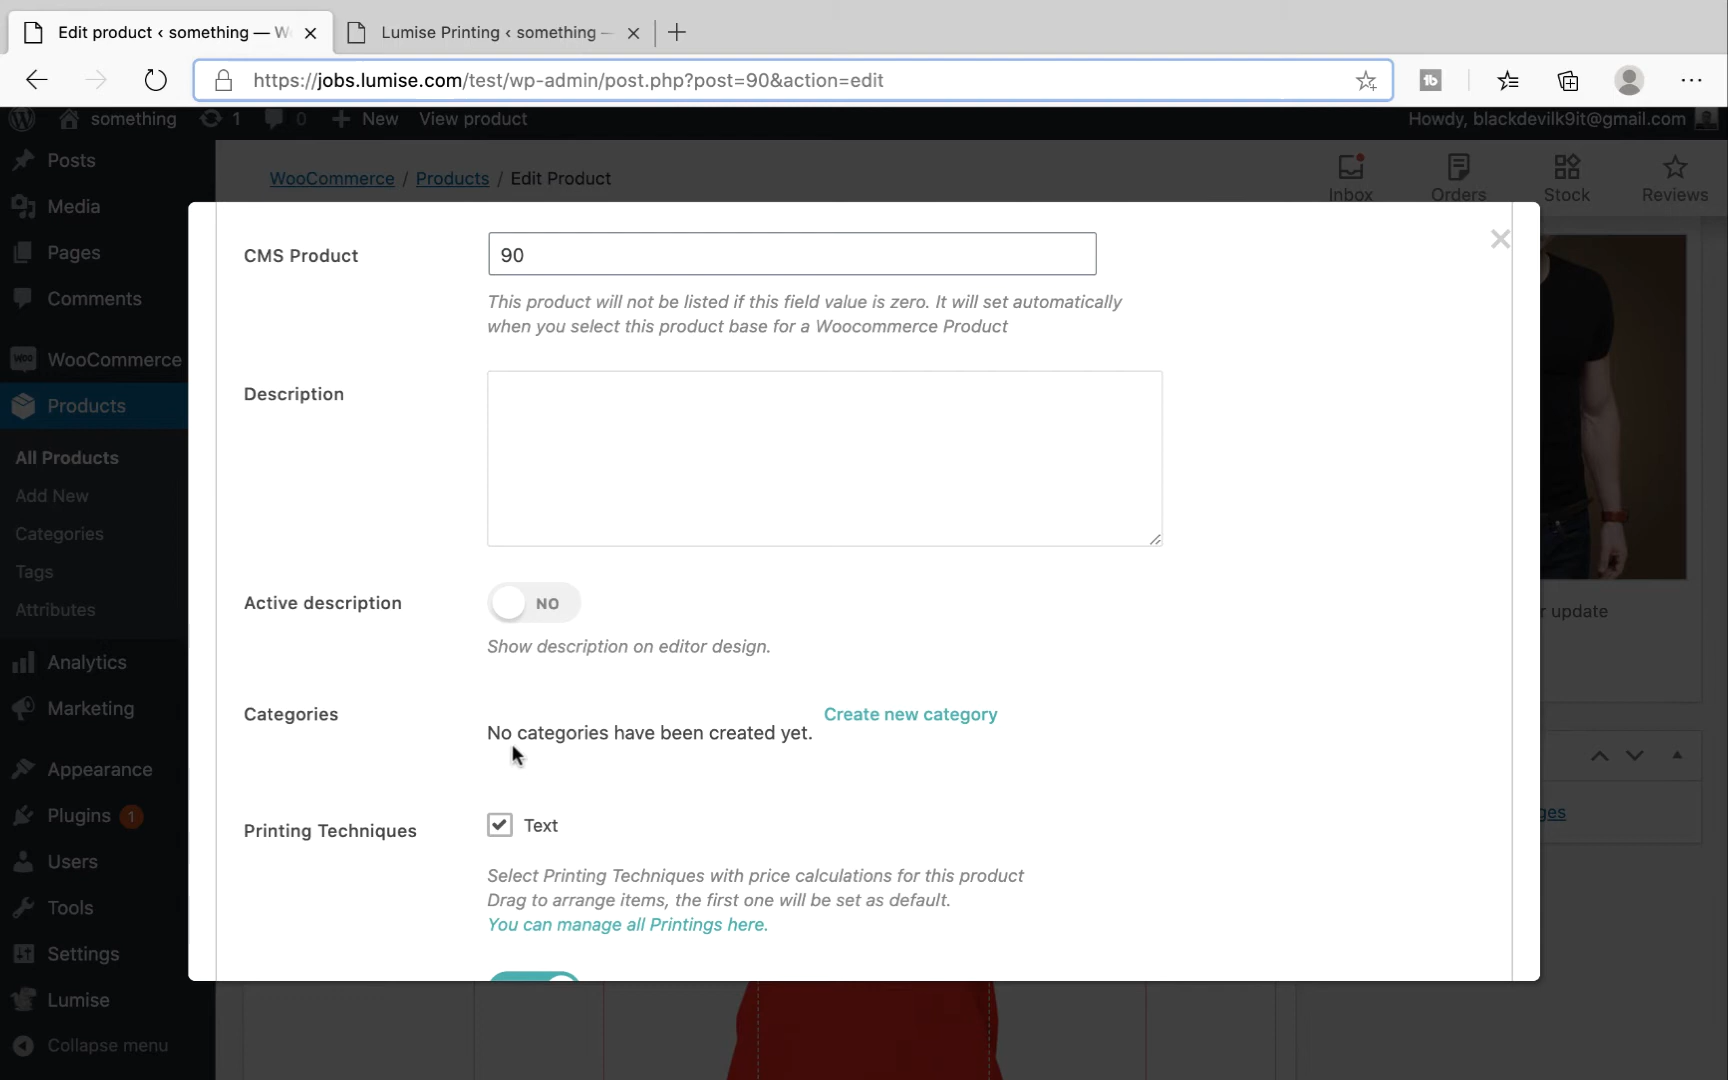 Edit product ‹ something — W
Lumise Printing ‹ something —
https://jobs.lumise.com/test/wp-admin/post.php?post=90&action=edit
something
1
0
New
View product
Howdy, blackdevilk9it@gmail.com
Posts
Media
Pages
Comments
WooCommerce
Products
All Products
Add New
Categories
Tags
Attributes
Analytics
Marketing
Appearance
Plugins 1
Users
Tools
Settings
Lumise
Collapse menu
WooCommerce / Products / Edit Product
Inbox
Orders
Stock
Reviews
CMS Product
90
This product will not be listed if this field value is zero. It will set automatically
when you select this product base for a Woocommerce Product
Description
Active description
NO
Show description on editor design.
Categories
Create new category
No categories have been created yet.
Printing Techniques
Text
Select Printing Techniques with price calculations for this product
Drag to arrange items, the first one will be set as default.
You can manage all Printings here.
r update
ges